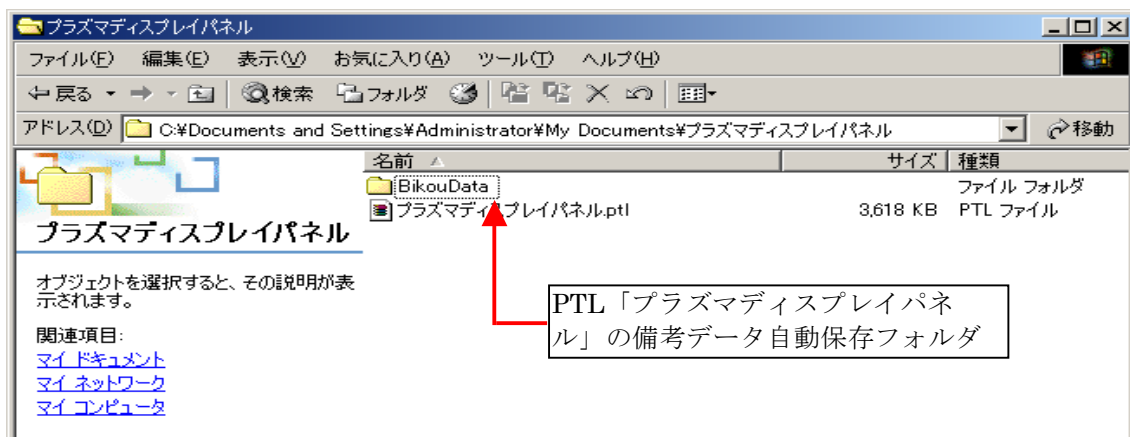 プラズマディスプレイパネル
ファイル(F) 編集(E) 表示(V) お気に入り(A) ツール(T) ヘルプ(H)
戻る 検索 フォルダ
アドレス(D) C:¥Documents and Settings¥Administrator¥My Documents¥プラズマディスプレイパネル 移動
名前 サイズ 種類
BikouData ファイル フォルダ
プラズマディスプレイパネル.ptl 3,618 KB PTL ファイル
プラズマディスプレイパネル
オブジェクトを選択すると、その説明が表
示されます。
関連項目:
マイ ドキュメント
マイ ネットワーク
マイ コンピュータ
PTL「プラズマディスプレイパネ
ル」の備考データ自動保存フォルダ